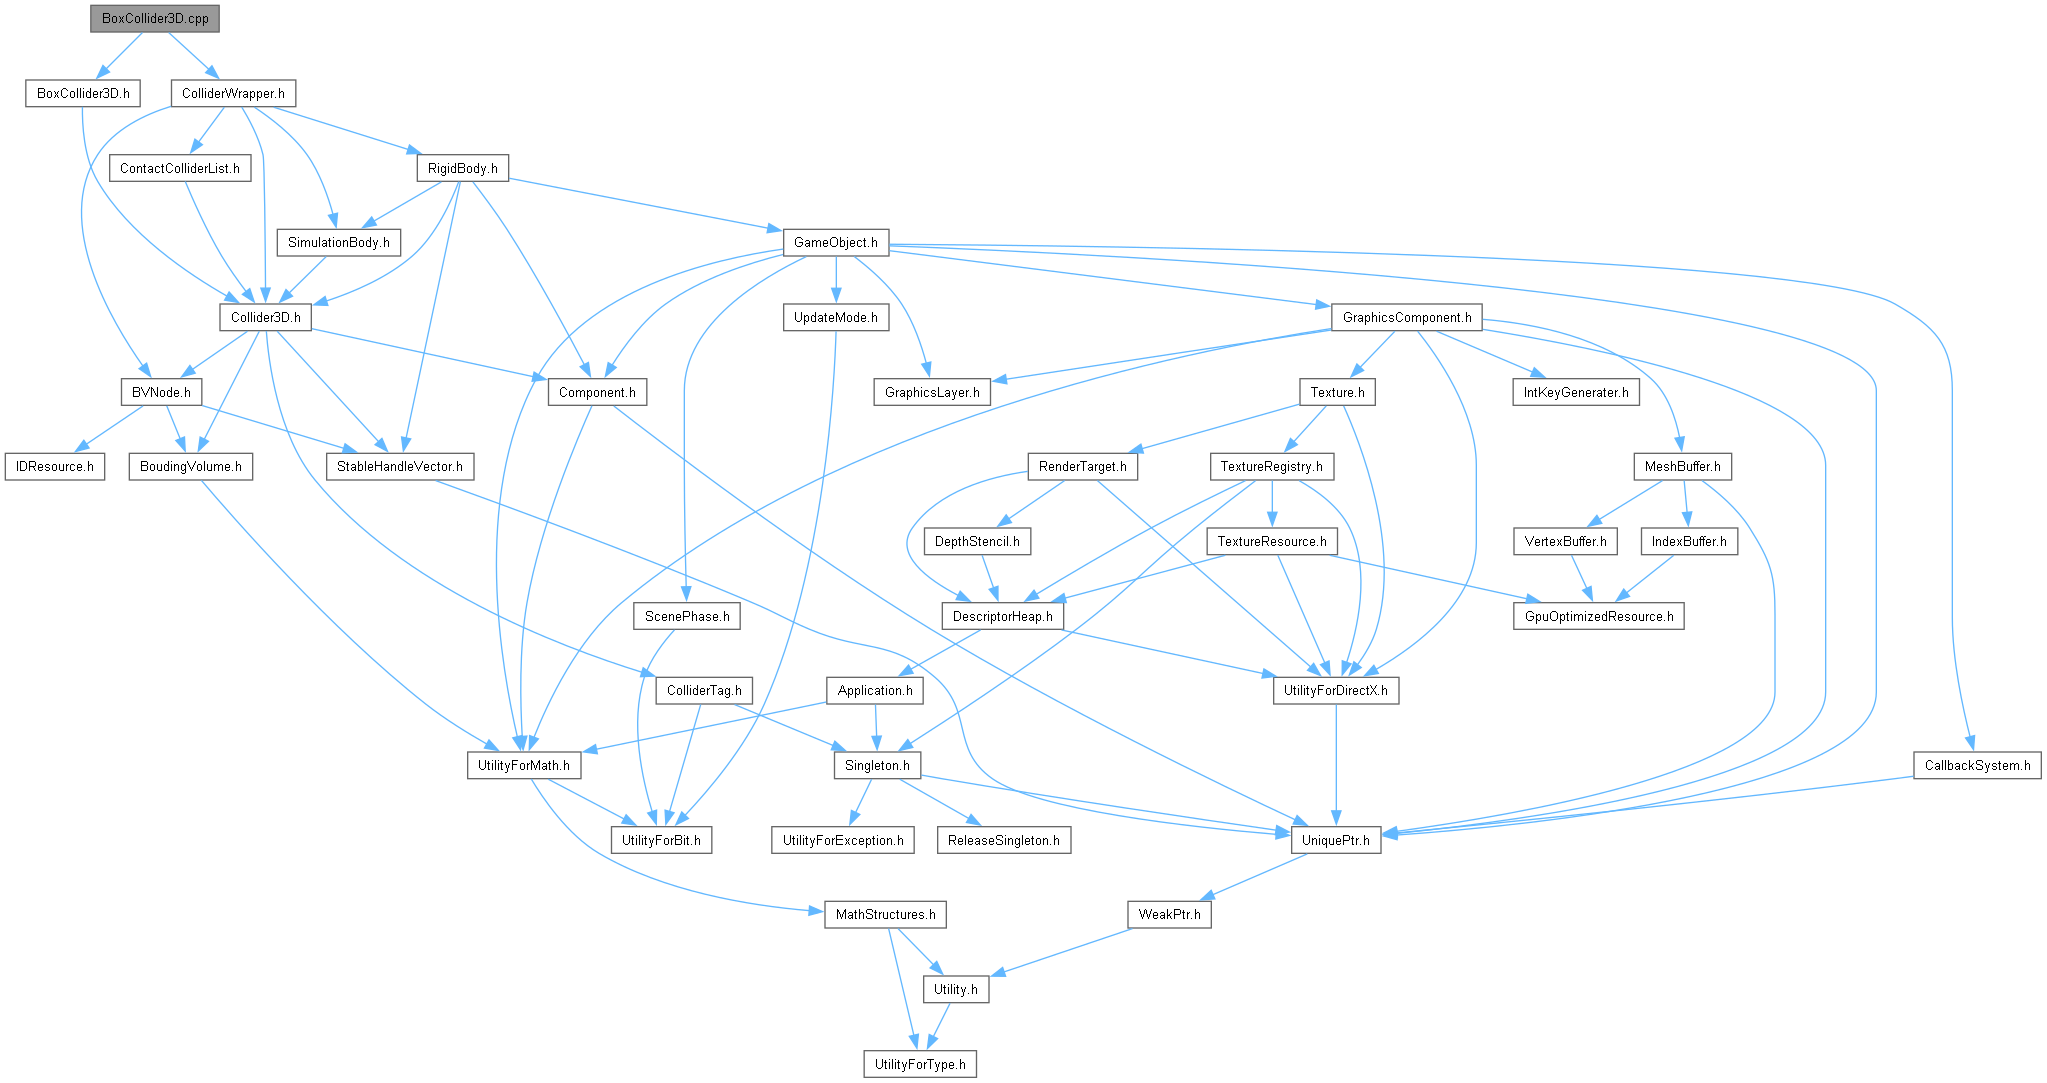 BoxCollider3D.cpp
BoxCollider3D.h
ColliderWrapper.h
ContactColliderList.h
RigidBody.h
SimulationBody.h
GameObject.h
Collider3D.h
UpdateMode.h
GraphicsComponent.h
BVNode.h
Component.h
GraphicsLayer.h
Texture.h
IntKeyGenerater.h
IDResource.h
BoudingVolume.h
StableHandleVector.h
RenderTarget.h
TextureRegistry.h
MeshBuffer.h
DepthStencil.h
TextureResource.h
VertexBuffer.h
IndexBuffer.h
ScenePhase.h
DescriptorHeap.h
GpuOptimizedResource.h
ColliderTag.h
Application.h
UtilityForDirectX.h
UtilityForMath.h
Singleton.h
CallbackSystem.h
UtilityForBit.h
UtilityForException.h
ReleaseSingleton.h
UniquePtr.h
MathStructures.h
WeakPtr.h
Utility.h
UtilityForType.h